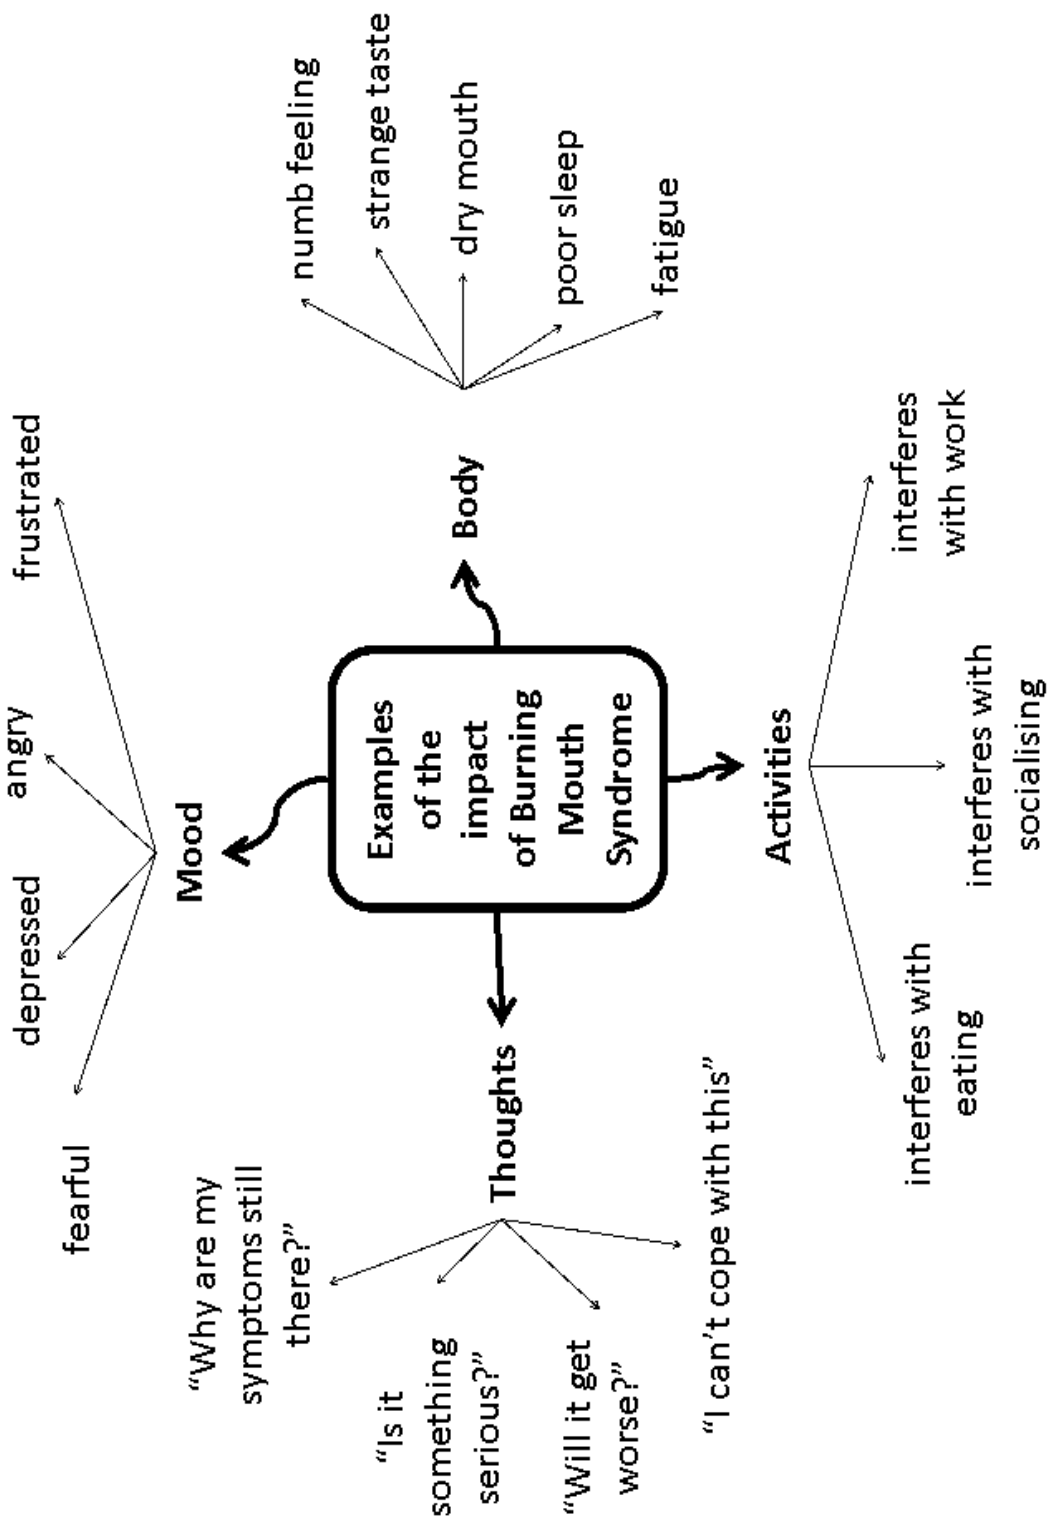 fearful
depressed
angry
frustrated
Mood
“Why are my
symptoms still
there?”
“Is it
something
serious?”
“Will it get
worse?”
“I can’t cope with this”
Thoughts
Examples
of the
impact
of Burning
Mouth
Syndrome
Body
numb feeling
strange taste
dry mouth
poor sleep
fatigue
Activities
interferes with
eating
interferes with
socialising
interferes
with work